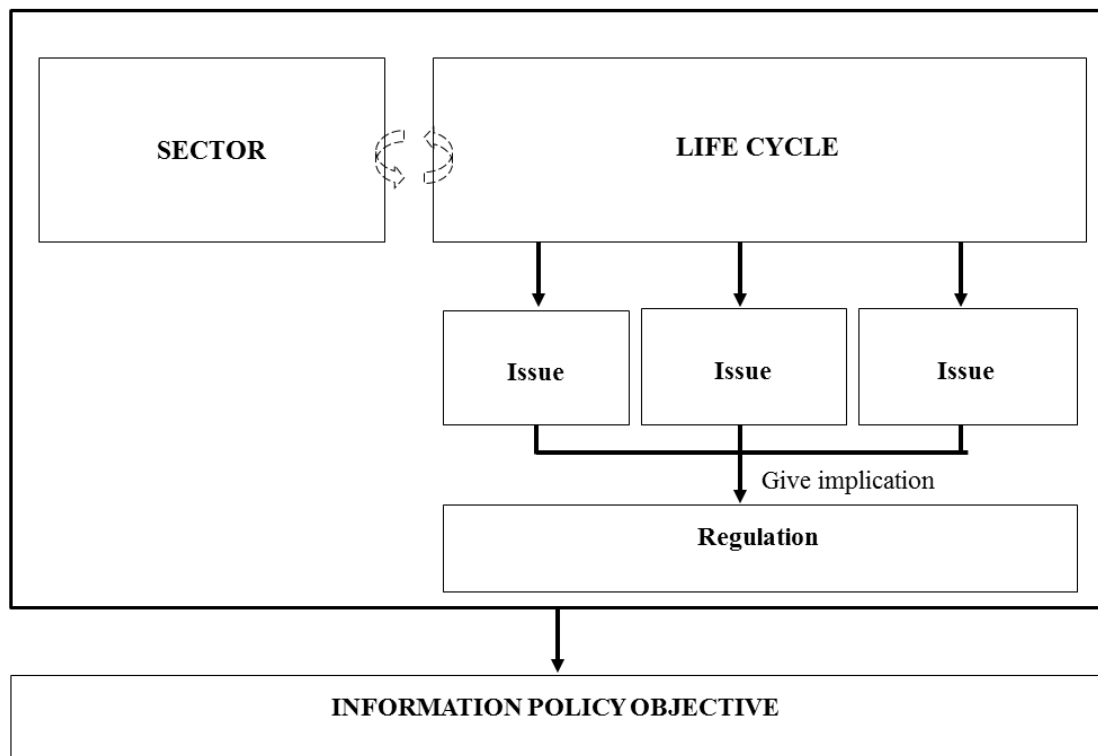 SECTOR
LIFE CYCLE
Issue
Issue
Issue
Give implication
Regulation
INFORMATION POLICY OBJECTIVE